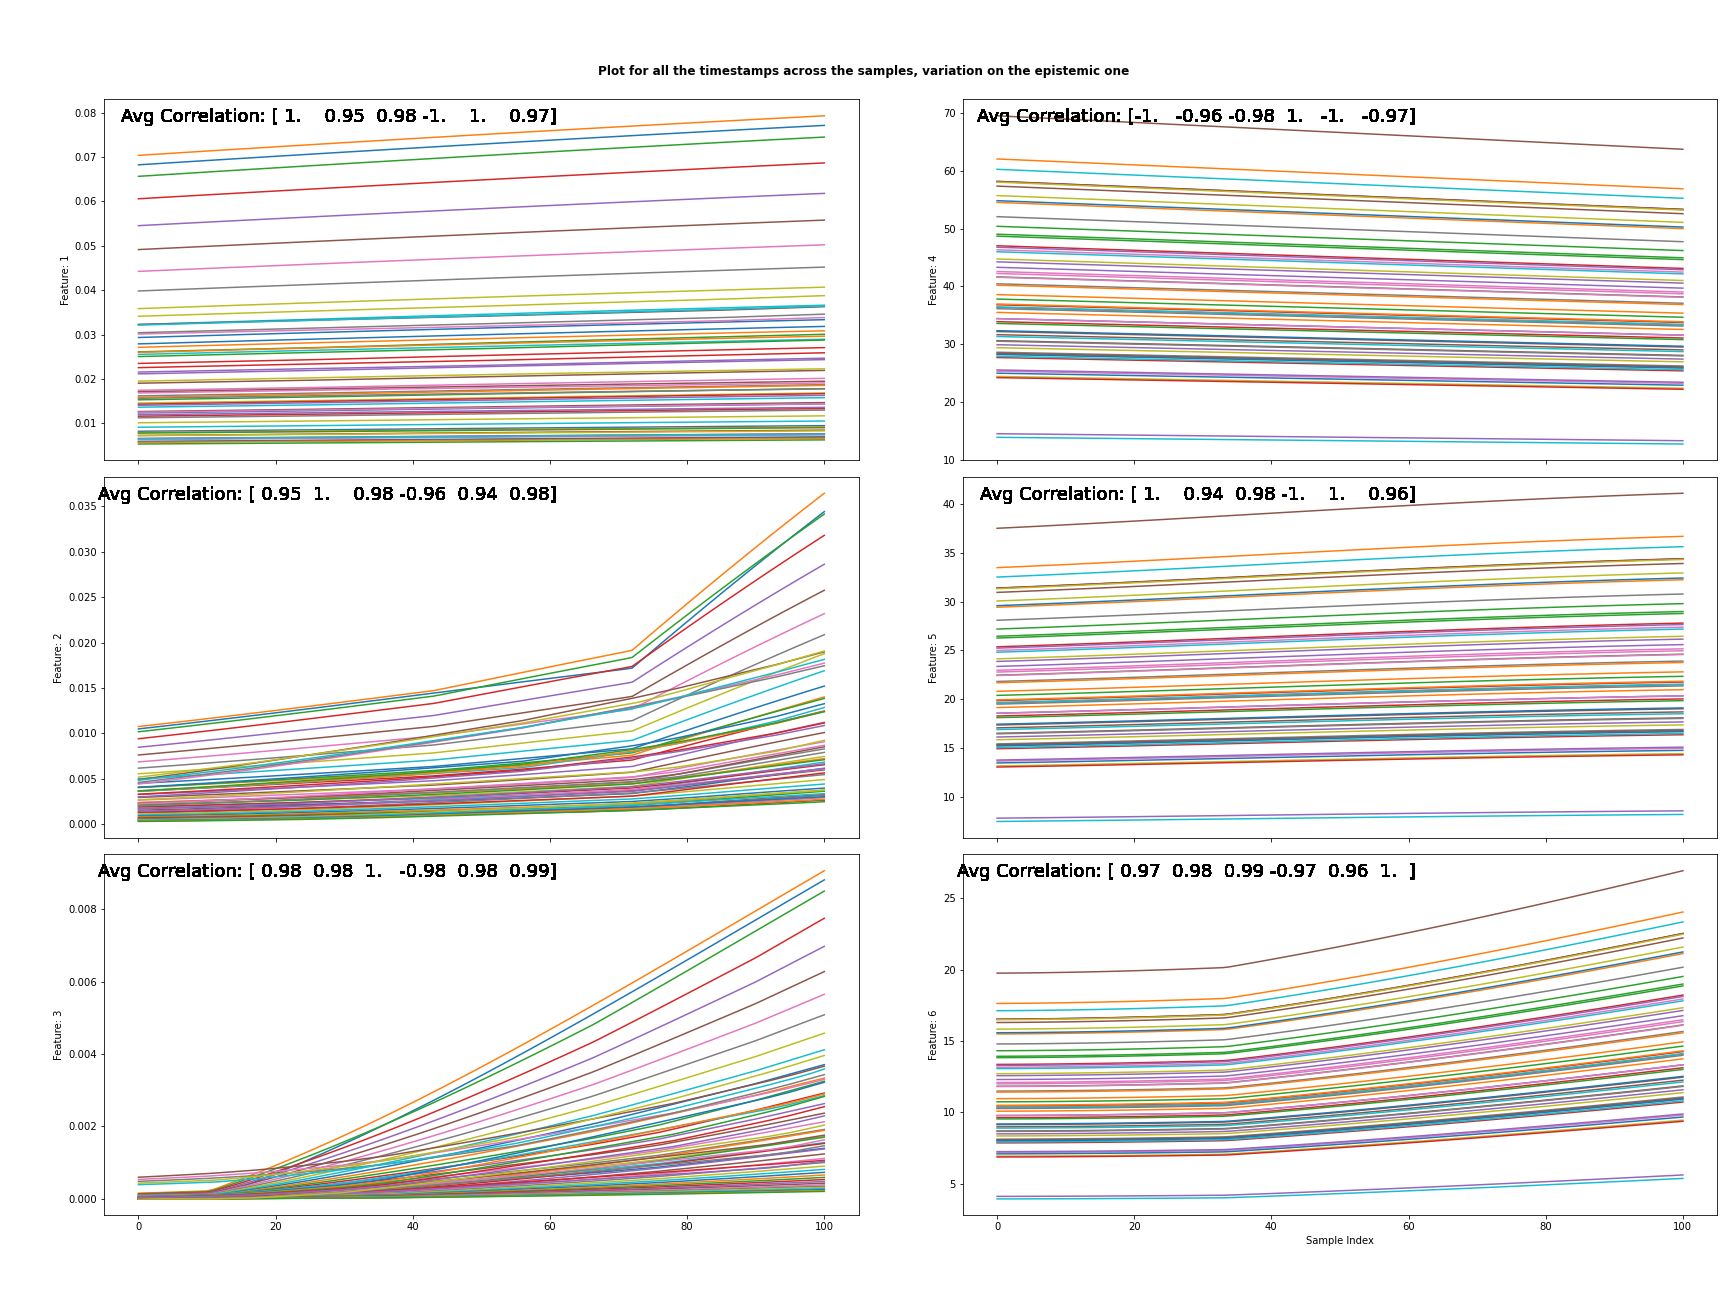 Plot for all the timestamps across the samples, variation on the epistemic one
Avg Correlation: [ 1.    0.95  0.98 -1.    1.    0.97]
0.08
0.07
0.06
0.05
0.04
0.03
0.02
0.01
Feature: 1
Avg Correlation: [-1.   -0.96 -0.98  1.   -1.   -0.97]
70
60
50
40
30
20
10
Feature: 4
Avg Correlation: [ 0.95  1.    0.98 -0.96  0.94  0.98]
0.035
0.030
0.025
0.020
0.015
0.010
0.005
0.000
Feature: 2
Avg Correlation: [ 1.    0.94  0.98 -1.    1.    0.96]
40
35
30
25
20
15
10
Feature: 5
Avg Correlation: [ 0.98  0.98  1.   -0.98  0.98  0.99]
0.008
0.006
0.004
0.002
0.000
Feature: 3
0 20 40 60 80 100
Avg Correlation: [ 0.97  0.98  0.99 -0.97  0.96  1.  ]
25
20
15
10
5
Feature: 6
0 20 40 60 80 100
Sample Index